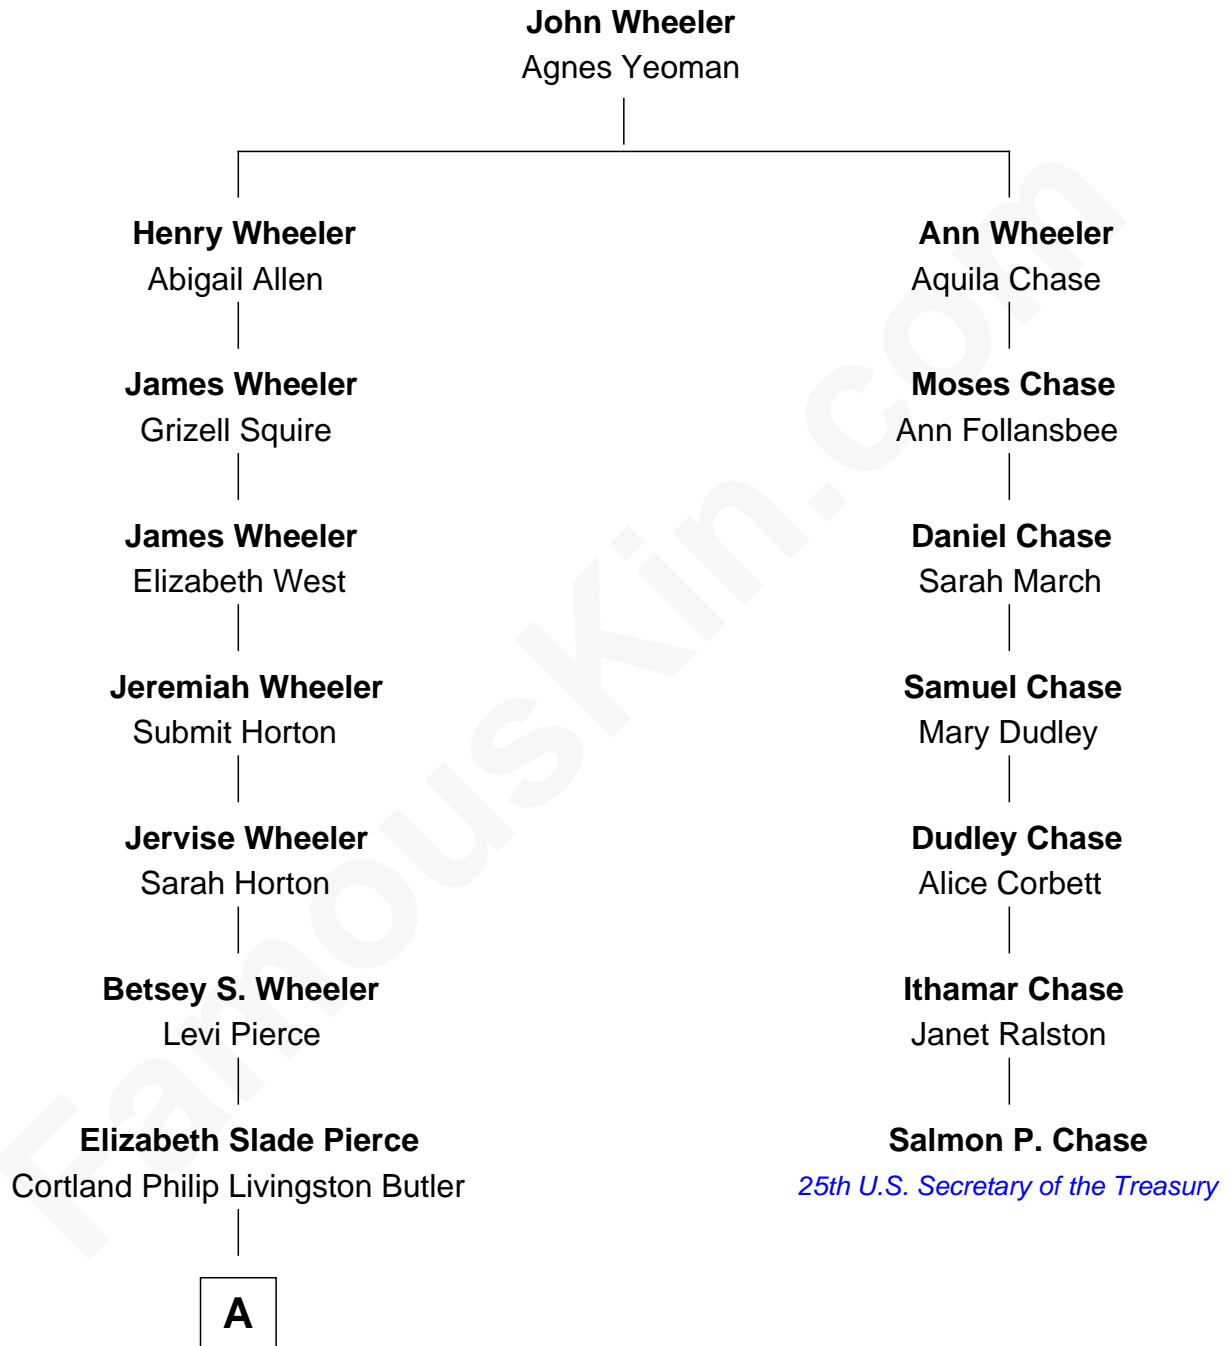 John Wheeler
Agnes Yeoman
Henry Wheeler
Abigail Allen
Ann Wheeler
Aquila Chase
James Wheeler
Grizell Squire
Moses Chase
Ann Follansbee
James Wheeler
Elizabeth West
Daniel Chase
Sarah March
Jeremiah Wheeler
Submit Horton
Samuel Chase
Mary Dudley
Jervise Wheeler
Sarah Horton
Dudley Chase
Alice Corbett
Betsey S. Wheeler
Levi Pierce
Ithamar Chase
Janet Ralston
Elizabeth Slade Pierce
Cortland Philip Livingston Butler
Salmon P. Chase
25th U.S. Secretary of the Treasury
A
FamousKin.com